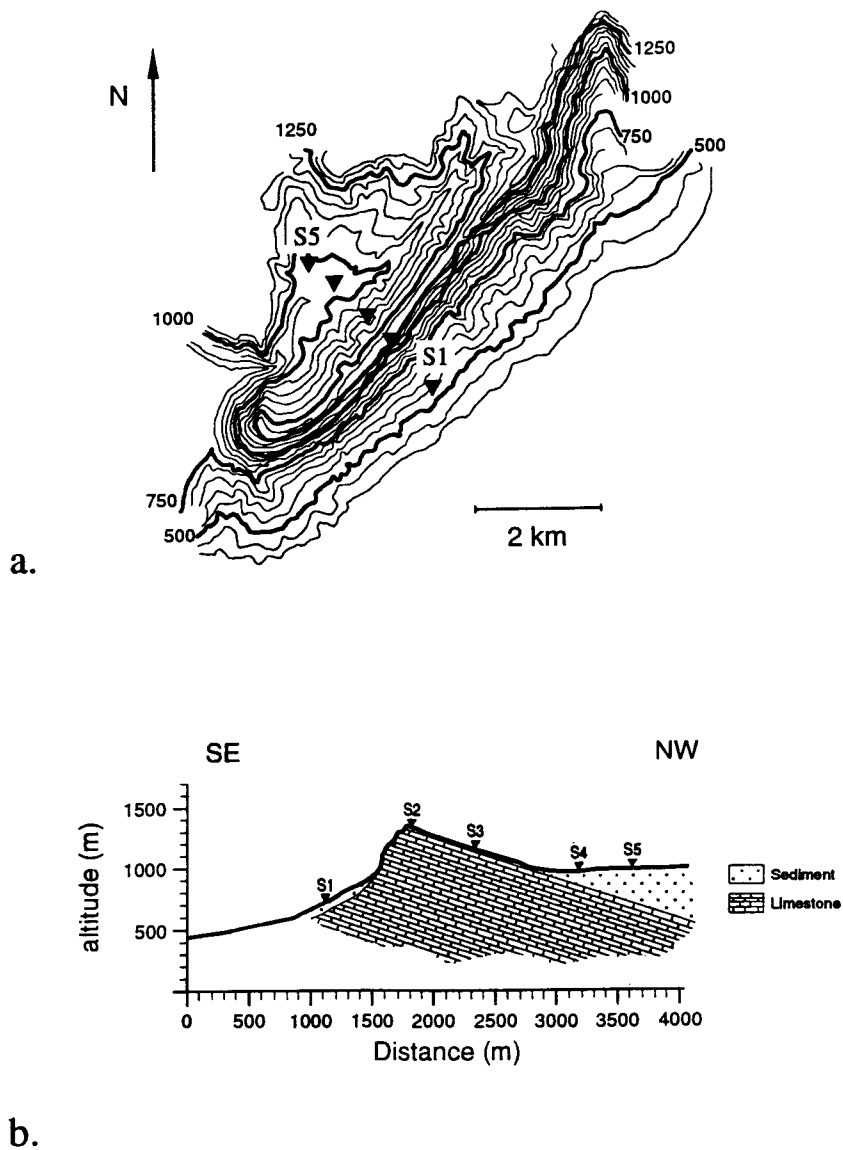 N
1250
1000
750
500
1250
S5
1000
S1
750
500
2 km
a.
SE
NW
altitude (m)
1500
1000
500
S1
S2
S3
S4
S5
Sediment
Limestone
0 500 1000 1500 2000 2500 3000 3500 4000
Distance (m)
b.